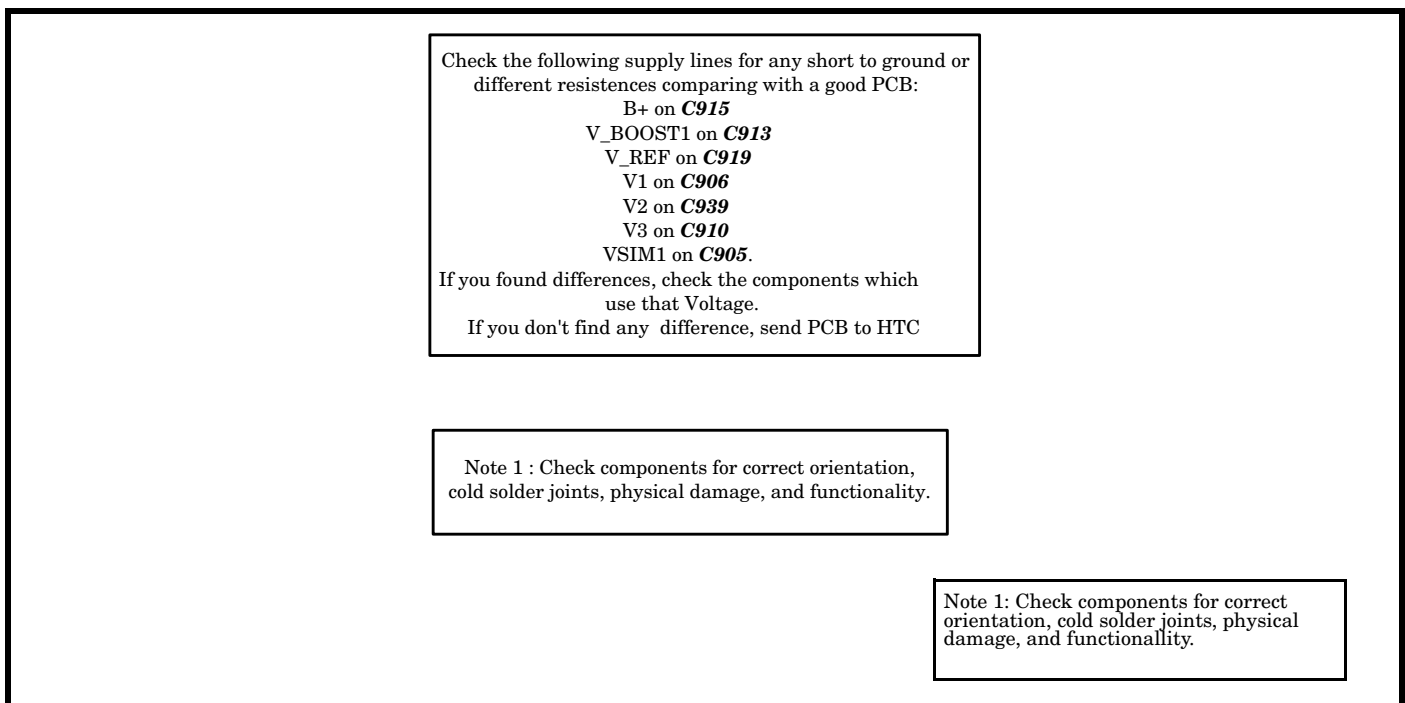 Check the following supply lines for any short to ground or
different resistences comparing with a good PCB:
B+ on C915
V_BOOST1 on C913
V_REF on C919
V1 on C906
V2 on C939
V3 on C910
VSIM1 on C905.
If you found differences, check the components which
use that Voltage.
If you don't find any  difference, send PCB to HTC
Note 1 : Check components for correct orientation,
cold solder joints, physical damage, and functionality.
Note 1: Check components for correct
orientation, cold solder joints, physical
damage, and functionallity.